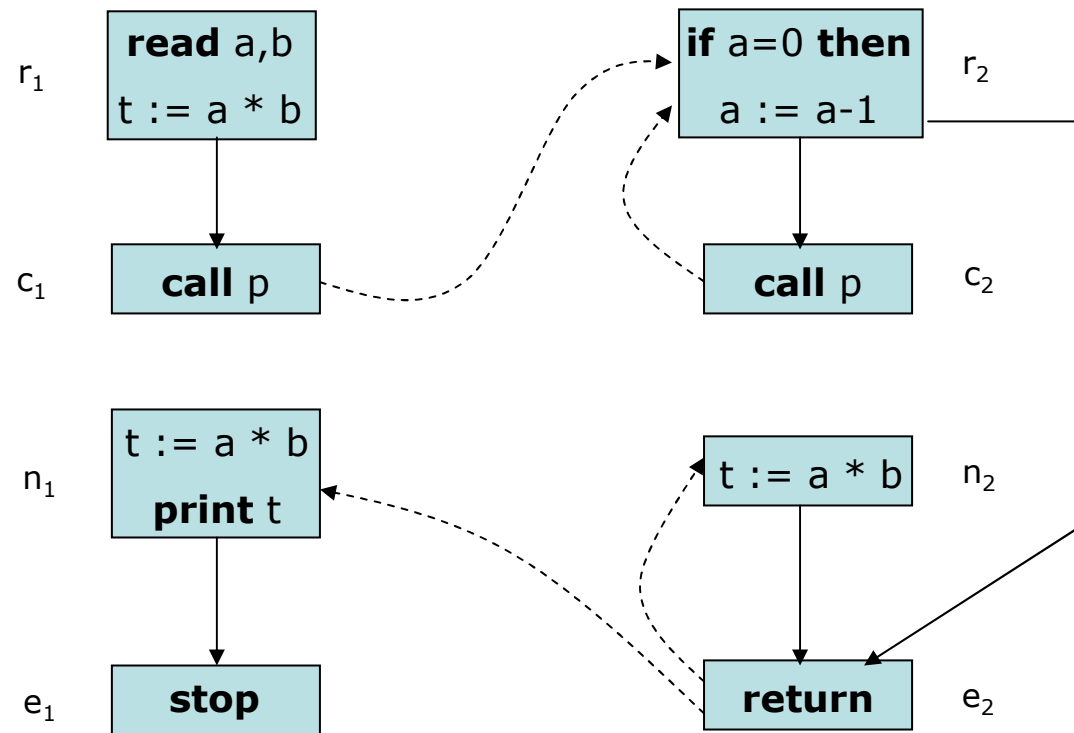 r₁
read a,b
t := a * b
c₁
call p
n₁
t := a * b
print t
e₁
stop
if a=0 then
a := a-1
r₂
call p
c₂
t := a * b
n₂
return
e₂